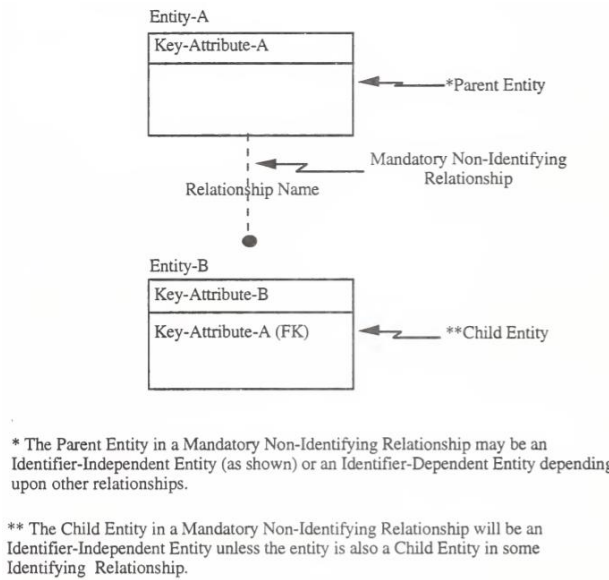 Entity-A
Key-Attribute-A
*Parent Entity
Mandatory Non-Identifying
Relationship
Relationship Name
Entity-B
Key-Attribute-B
Key-Attribute-A (FK)
**Child Entity
* The Parent Entity in a Mandatory Non-Identifying Relationship may be an
Identifier-Independent Entity (as shown) or an Identifier-Dependent Entity depending
upon other relationships.
** The Child Entity in a Mandatory Non-Identifying Relationship will be an
Identifier-Independent Entity unless the entity is also a Child Entity in some
Identifying Relationship.